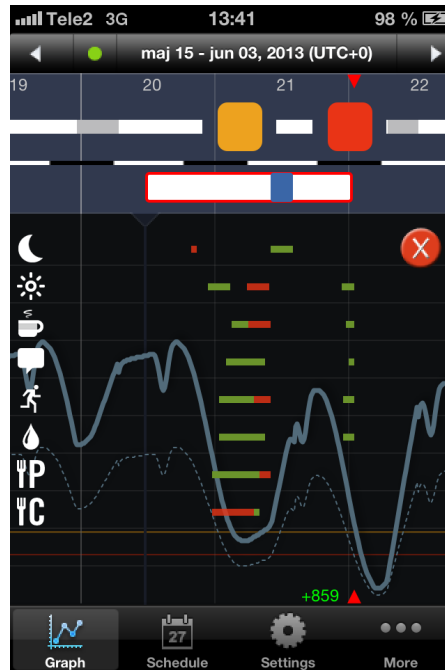 Tele2 3G 13:41 98 %
maj 15 - jun 03, 2013 (UTC+0)
19 20 21 22
P
C
+859
27
Graph Schedule Settings More